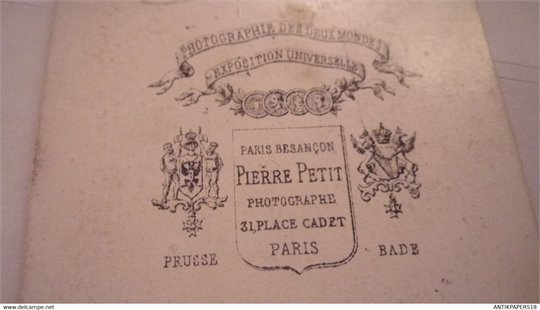 PHOTOGRAPHIE DES DEUX MONDES
EXPOSITION UNIVERSELLE
PARIS BESANÇON
PIERRE PETIT
PHOTOGRAPHE
31, PLACE CADET
PARIS
PRUSSE
BADE
www.delcampe.net
ANTIKPAPERS18